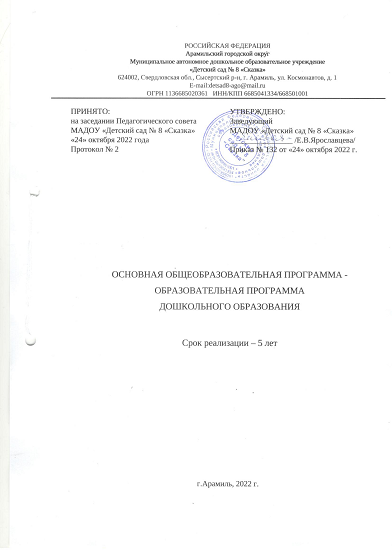 РОССИЙСКАЯ ФЕДЕРАЦИЯ
Арамильский городской округ
Муниципальное автономное дошкольное образовательное учреждение
«Детский сад № 8 «Сказка»
624002, Свердловская обл., Сысертский р-н, г. Арамиль, ул. Космонавтов, д. 1
E-mail:detsad8-ago@mail.ru
ОГРН 1136685020361 ИНН/КПП 6685041334/668501001
ПРИНЯТО:
на заседании Педагогического совета
МАДОУ «Детский сад № 8 «Сказка»
«24» октября 2022 года
Протокол № 2
УТВЕРЖДЕНО:
Заведующий
МАДОУ «Детский сад № 8 «Сказка»
/Е.В.Ярославцева/
Приказ № 132 от «24» октября 2022 г.
ОСНОВНАЯ ОБЩЕОБРАЗОВАТЕЛЬНАЯ ПРОГРАММА -
ОБРАЗОВАТЕЛЬНАЯ ПРОГРАММА
ДОШКОЛЬНОГО ОБРАЗОВАНИЯ
Срок реализации – 5 лет
г.Арамиль, 2022 г.